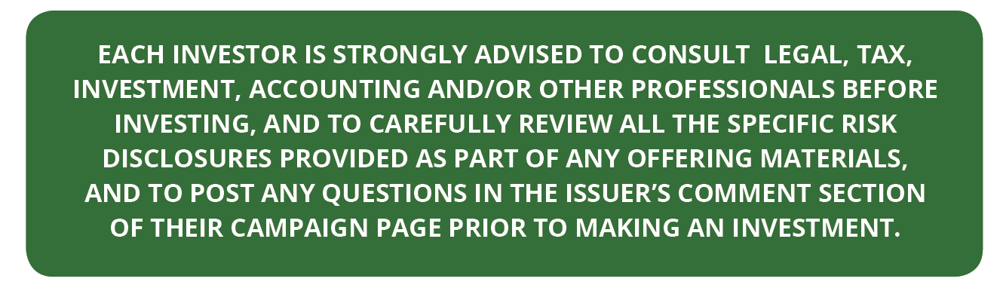 EACH INVESTOR IS STRONGLY ADVISED TO CONSULT  LEGAL, TAX,
INVESTMENT, ACCOUNTING AND/OR OTHER PROFESSIONALS BEFORE
INVESTING, AND TO CAREFULLY REVIEW ALL THE SPECIFIC RISK
DISCLOSURES PROVIDED AS PART OF ANY OFFERING MATERIALS,
AND TO POST ANY QUESTIONS IN THE ISSUER’S COMMENT SECTION
OF THEIR CAMPAIGN PAGE PRIOR TO MAKING AN INVESTMENT.